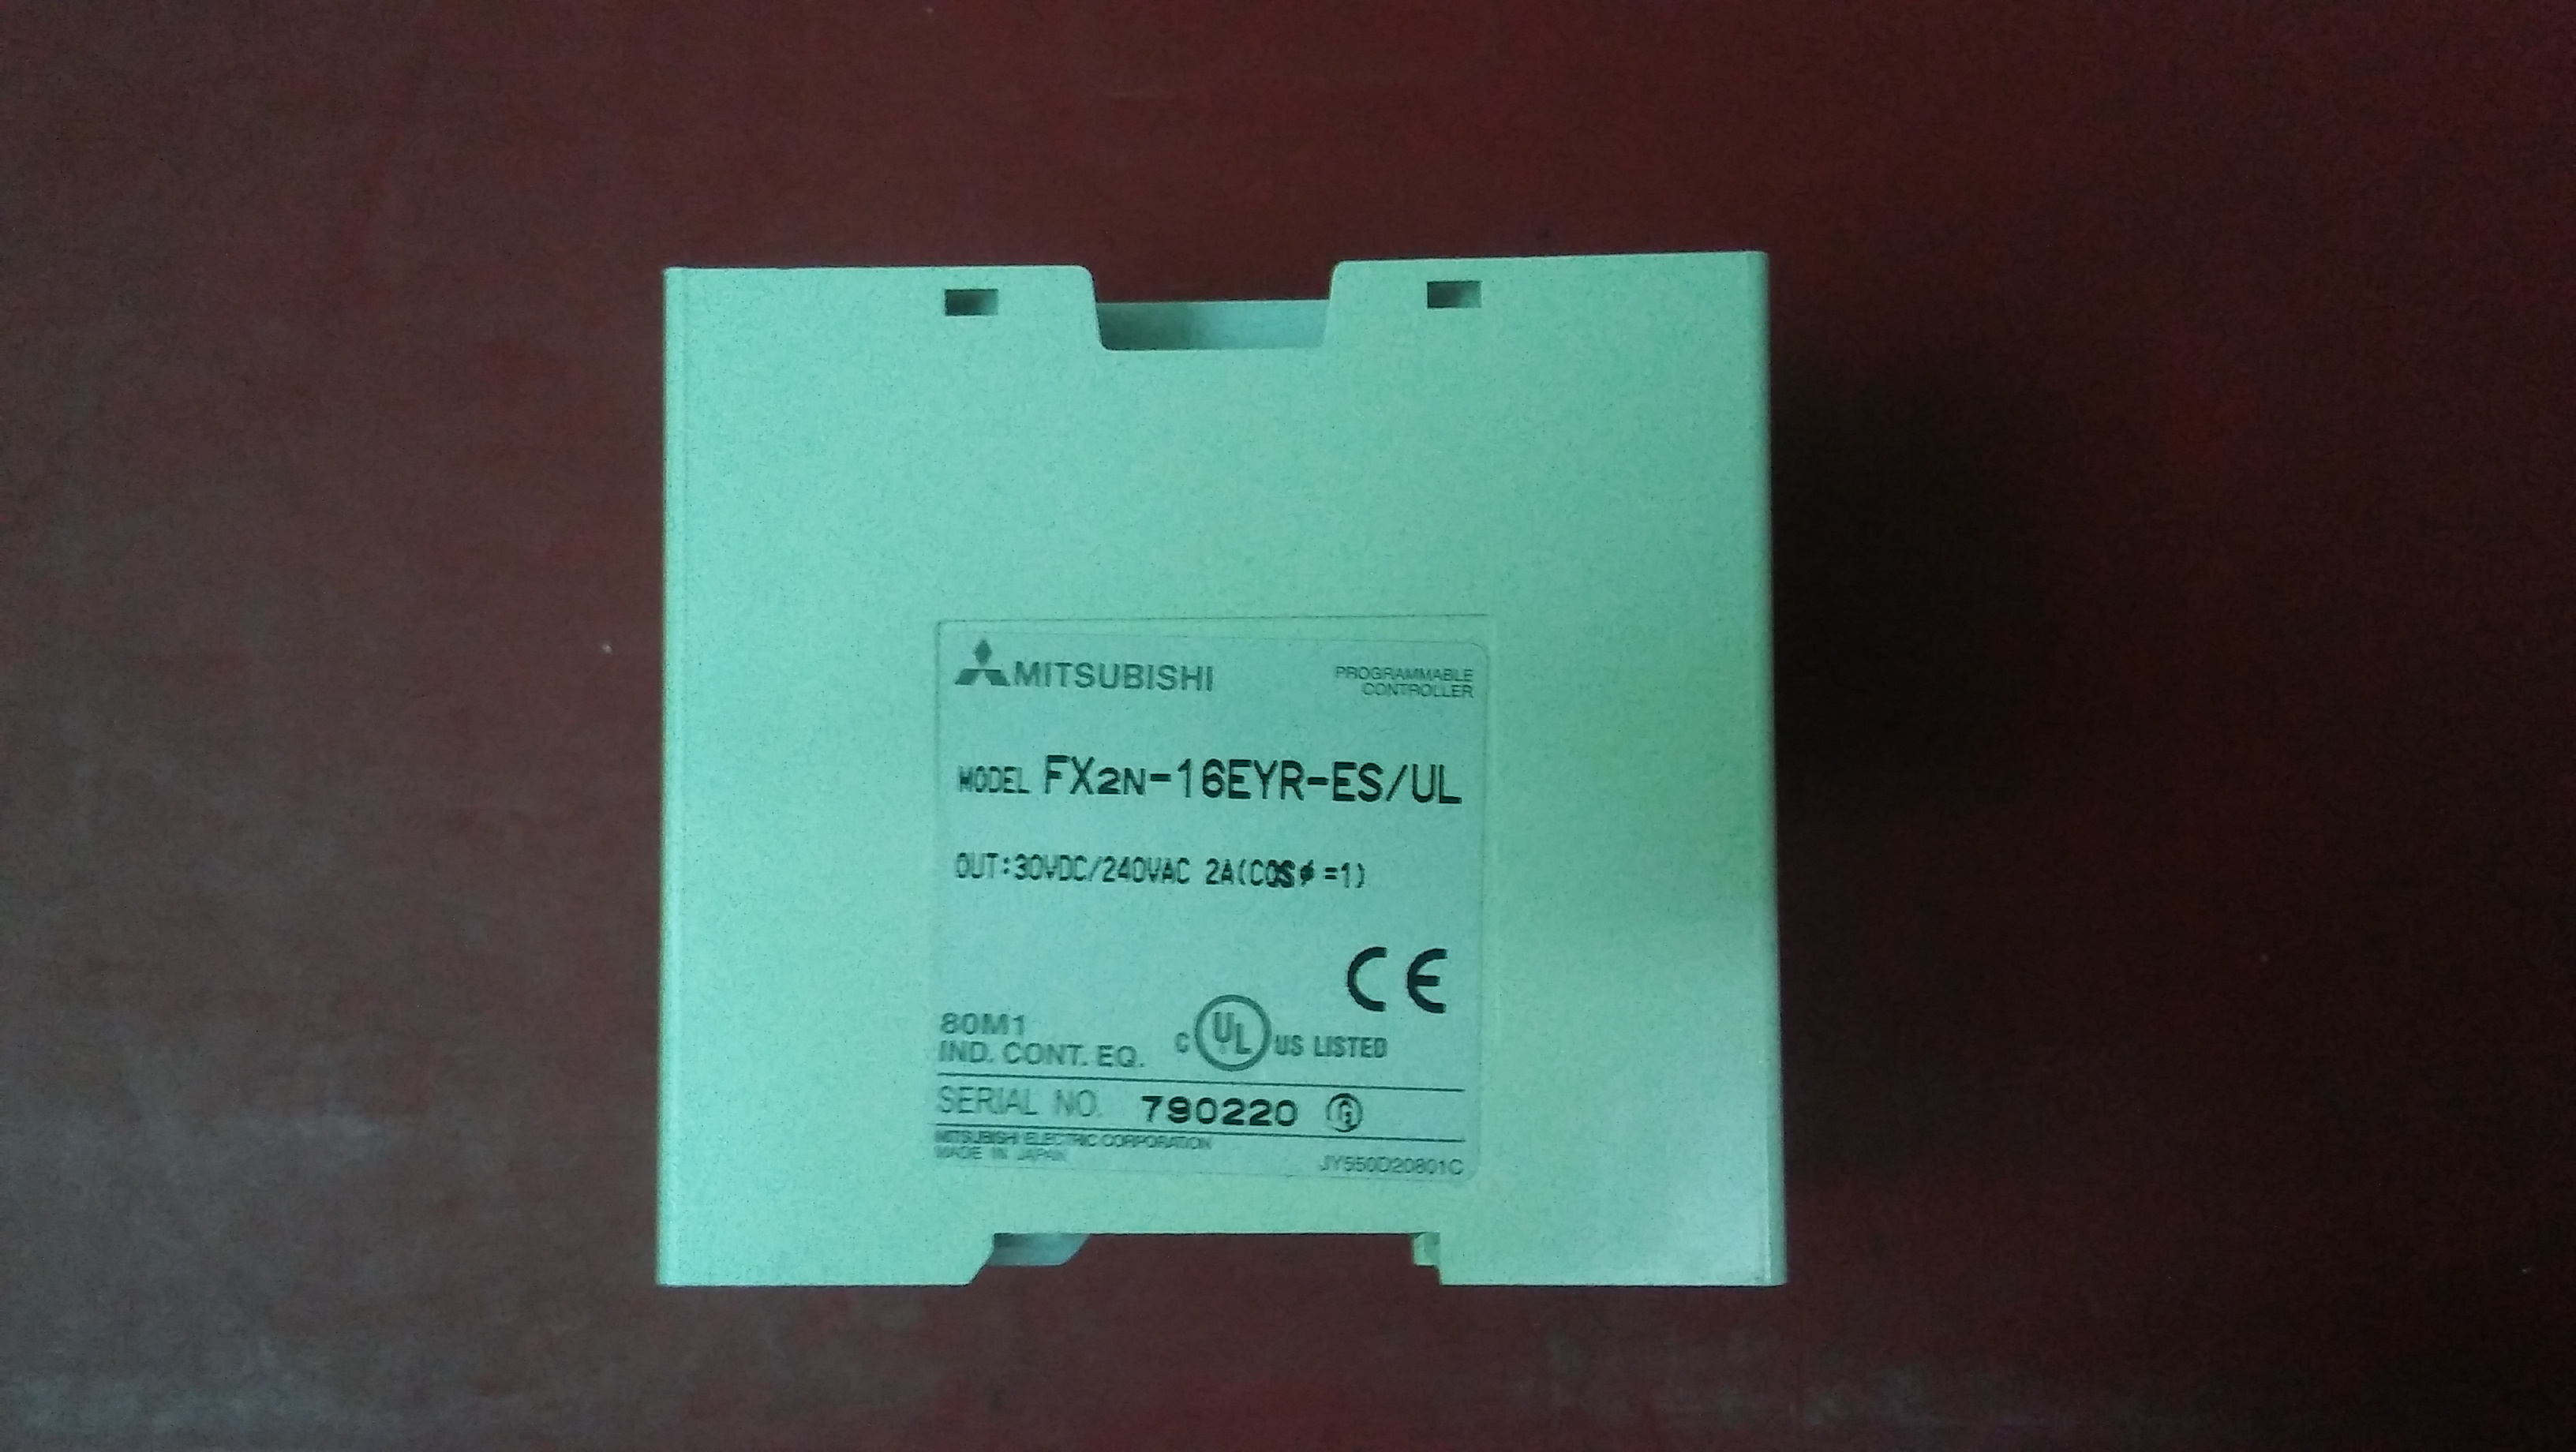 MITSUBISHI
PROGRAMMABLE
CONTROLLER
MODEL FX2N-16EYR-ES/UL
OUT:30VDC/240VAC 2A(COSφ=1)
CE
80M1
IND. CONT. EQ.
C UL US LISTED
SERIAL NO. 790220
MITSUBISHI ELECTRIC CORPORATION
MADE IN JAPAN
JY550D20801C